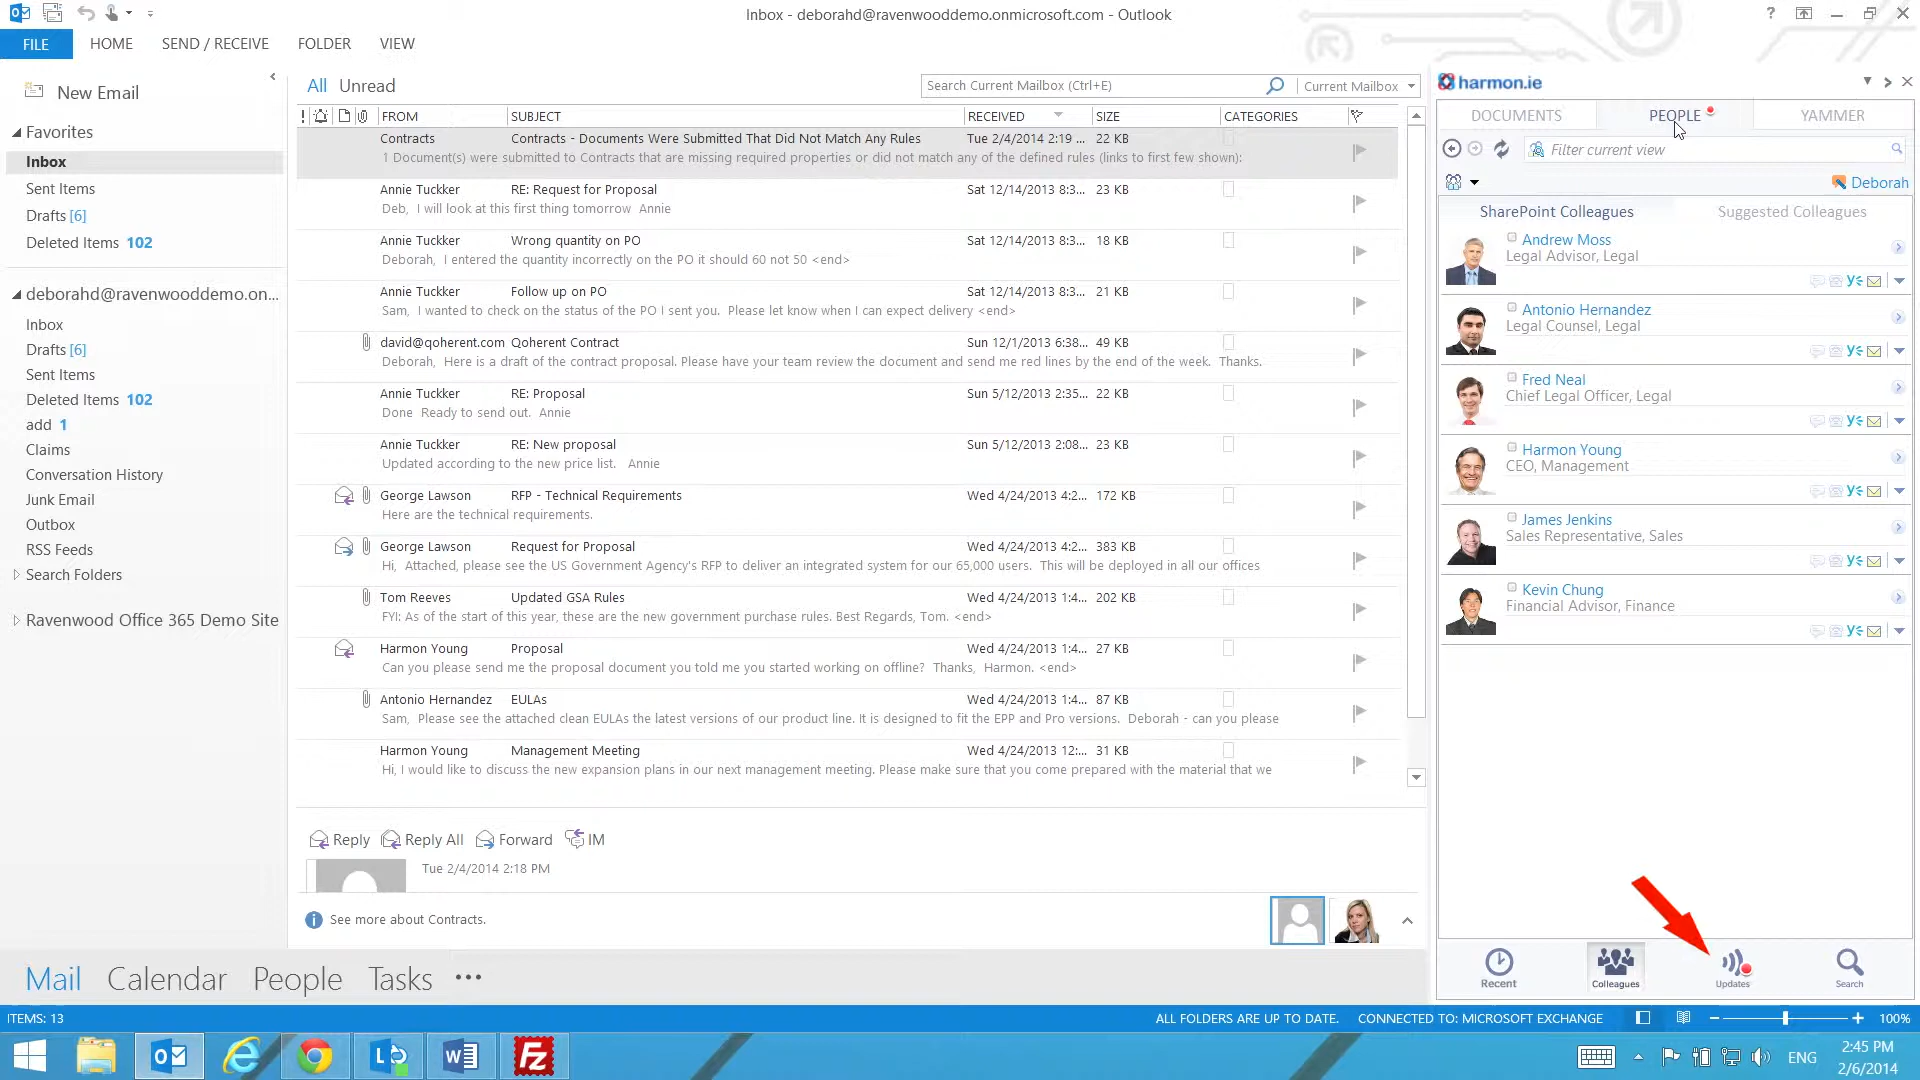 Inbox - deborahd@ravenwooddemo.onmicrosoft.com - Outlook
?
FILE HOME SEND / RECEIVE FOLDER VIEW
New Email
Favorites
Inbox
Sent Items
Drafts [6]
Deleted Items 102
deborahd@ravenwooddemo.on...
Inbox
Drafts [6]
Sent Items
Deleted Items 102
add 1
Claims
Conversation History
Junk Email
Outbox
RSS Feeds
Search Folders
Ravenwood Office 365 Demo Site
All Unread
Search Current Mailbox (Ctrl+E) Current Mailbox
! FROM SUBJECT RECEIVED SIZE CATEGORIES
Contracts Contracts - Documents Were Submitted That Did Not Match Any Rules Tue 2/4/2014 2:19 ... 22 KB
1 Document(s) were submitted to Contracts that are missing required properties or did not match any of the defined rules (links to first few shown):
Annie Tuckker RE: Request for Proposal Sat 12/14/2013 8:3... 23 KB
Deb, I will look at this first thing tomorrow Annie
Annie Tuckker Wrong quantity on PO Sat 12/14/2013 8:3... 18 KB
Deborah, I entered the quantity incorrectly on the PO it should 60 not 50 <end>
Annie Tuckker Follow up on PO Sat 12/14/2013 8:3... 21 KB
Sam, I wanted to check on the status of the PO I sent you. Please let know when I can expect delivery <end>
david@qoherent.com Qoherent Contract Sun 12/1/2013 6:38... 49 KB
Deborah, Here is a draft of the contract proposal. Please have your team review the document and send me red lines by the end of the week. Thanks.
Annie Tuckker RE: Proposal Sun 5/12/2013 2:35... 22 KB
Done Ready to send out. Annie
Annie Tuckker RE: New proposal Sun 5/12/2013 2:08... 23 KB
Updated according to the new price list. Annie
George Lawson RFP - Technical Requirements Wed 4/24/2013 4:2... 172 KB
Here are the technical requirements.
George Lawson Request for Proposal Wed 4/24/2013 4:2... 383 KB
Hi, Attached, please see the US Government Agency's RFP to deliver an integrated system for our 65,000 users. This will be deployed in all our offices
Tom Reeves Updated GSA Rules Wed 4/24/2013 1:4... 202 KB
FYI: As of the start of this year, these are the new government purchase rules. Best Regards, Tom. <end>
Harmon Young Proposal Wed 4/24/2013 1:4... 27 KB
Can you please send me the proposal document you told me you started working on offline? Thanks, Harmon. <end>
Antonio Hernandez EULAs Wed 4/24/2013 1:4... 87 KB
Sam, Please see the attached clean EULAs the latest versions of our product line. It is designed to fit the EPP and Pro versions. Deborah - can you please
Harmon Young Management Meeting Wed 4/24/2013 12:... 31 KB
Hi, I would like to discuss the new expansion plans in our next management meeting. Please make sure that you come prepared with the material that we
Reply Reply All Forward IM
Tue 2/4/2014 2:18 PM
See more about Contracts.
harmon.ie
DOCUMENTS PEOPLE YAMMER
Filter current view
Deborah
SharePoint Colleagues Suggested Colleagues
Andrew Moss
Legal Advisor, Legal
Antonio Hernandez
Legal Counsel, Legal
Fred Neal
Chief Legal Officer, Legal
Harmon Young
CEO, Management
James Jenkins
Sales Representative, Sales
Kevin Chung
Financial Advisor, Finance
Recent Colleagues Updates Search
Mail Calendar People Tasks •••
ITEMS: 13 ALL FOLDERS ARE UP TO DATE. CONNECTED TO: MICROSOFT EXCHANGE 100%
ENG
2:45 PM
2/6/2014